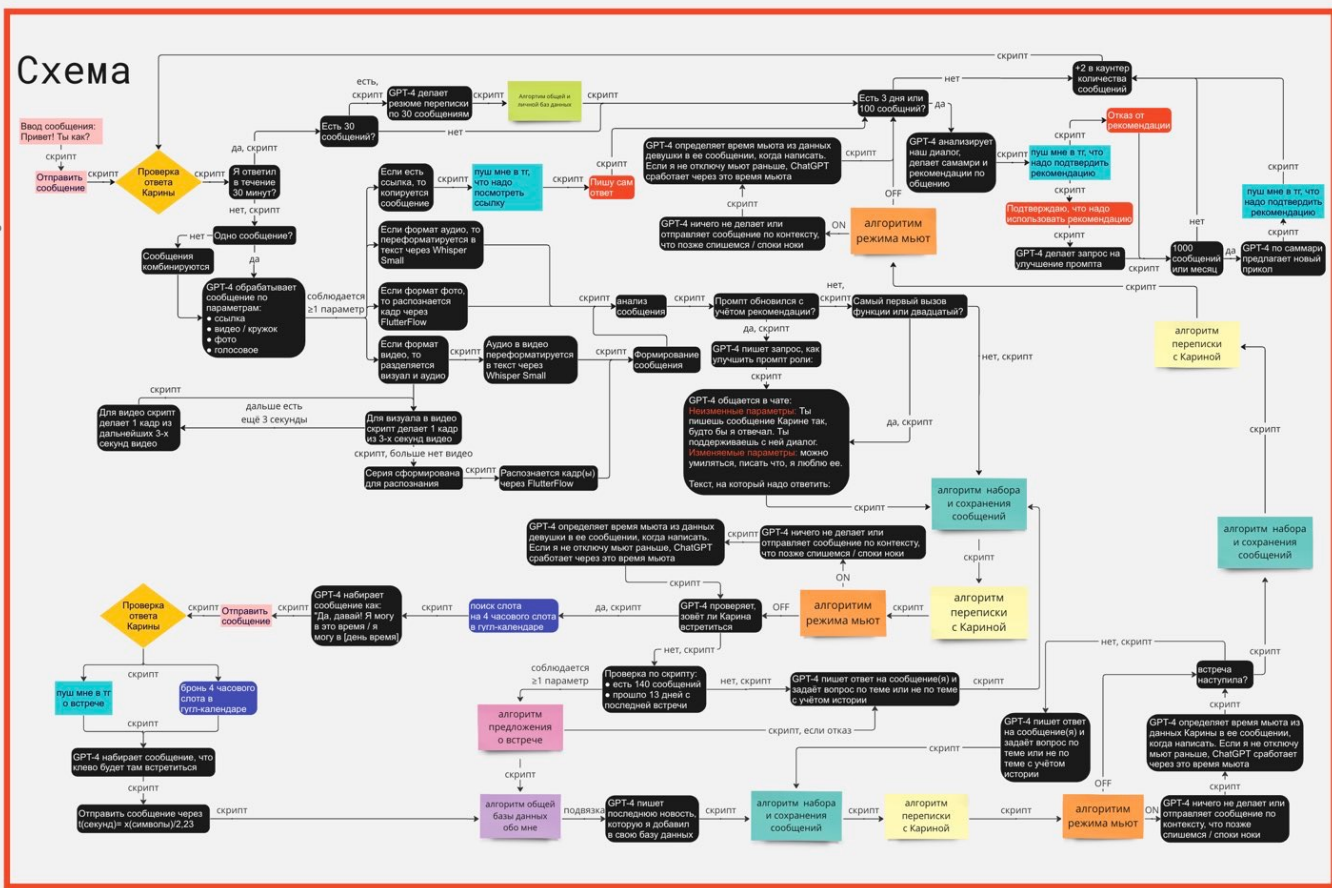 Схема
Ввод сообщения:
Привет! Ты как?
скрипт
Отправить
сообщение
скрипт
Проверка
ответа
Карины
скрипт
Я ответил
в течение
30 минут?
да, скрипт
Есть 30
сообщений?
есть,
скрипт
GPT-4 делает
резюме переписки
по 30 сообщениям
скрипт
Алгортим общей и
личной баз данных
скрипт
нет
нет, скрипт
Одно сообщение?
нет
Сообщения
комбинируются
да
GPT-4 обрабатывает
сообщение по
параметрам:
● ссылка
● видео / кружок
● фото
● голосовое
соблюдается
≥1 параметр
Если есть
ссылка, то
копируется
сообщение
скрипт
пуш мне в тг,
что надо
посмотреть
ссылку
скрипт
Пишу сам
ответ
скрипт
Если формат аудио, то
переформатируется в
текст через Whisper
Small
Если формат фото,
то распознается
кадр через
FlutterFlow
Если формат
видео, то
разделяется
визуал и аудио
скрипт
Аудио в видео
переформатируется
в текст через
Whisper Small
скрипт
Формирование
сообщения
скрипт
Для видео скрипт
делает 1 кадр из
дальнейших 3-х
секунд видео
дальше есть
ещё 3 секунды
Для визуала в видео
скрипт делает 1 кадр
из 3-х секунд видео
скрипт, больше нет видео
Серия сформирована
для распознания
скрипт
Распознается кадр(ы)
через FlutterFlow
скрипт
скрипт
анализ
сообщения
скрипт
Промпт обновился с
учётом рекомендации?
нет,
скрипт
Самый первый вызов
функции или двадцатый?
да, скрипт
GPT-4 пишет запрос, как
улучшить промпт роли:
скрипт
GPT-4 общается в чате:
Неизменные параметры: Ты
пишешь сообщение Карине так,
будто бы я отвечал. Ты
поддерживаешь с ней диалог.
Изменяемые параметры: можно
умиляться, писать что, я люблю ее.
Текст, на который надо ответить:
да, скрипт
нет, скрипт
скрипт
Есть 3 дня или
100 сообщний?
нет
да
скрипт
+2 в каунтер
количества
сообщений
GPT-4 анализирует
наш диалог,
делает самари и
рекомендации по
общению
скрипт
пуш мне в тг, что
надо подтвердить
рекомендацию
скрипт
Отказ от
рекомендации
скрипт
Подтверждаю, что надо
использовать рекомендацию
скрипт
GPT-4 делает запрос на
улучшение промпта
скрипт
1000
сообщений
или месяц
нет
да
GPT-4 по саммари
предлагает новый
прикол
скрипт
пуш мне в тг, что
надо подтвердить
рекомендацию
скрипт
GPT-4 определяет время мьюта из данных
девушки в ее сообщении, когда написать.
Если я не отключу мьют раньше, ChatGPT
сработает через это время мьюта
скрипт
GPT-4 ничего не делает или
отправляет сообщение по контексту,
что позже спишемся / споки ноки
ON
OFF
алгоритим
режима мьют
скрипт
алгоритм
переписки
с Кариной
скрипт
алгоритм набора
и сохранения
сообщений
скрипт
алгоритм набора
и сохранения
сообщений
скрипт
алгоритм
переписки
с Кариной
скрипт
алгоритим
режима мьют
ON
GPT-4 ничего не делает или
отправляет сообщение по контексту,
что позже спишемся / споки ноки
скрипт
GPT-4 определяет время мьюта из данных
девушки в ее сообщении, когда написать.
Если я не отключу мьют раньше, ChatGPT
сработает через это время мьюта
скрипт
OFF
GPT-4 проверяет,
зовёт ли Карина
встретиться
да, скрипт
поиск слота
на 4 часового слота
в гугл-календаре
скрипт
GPT-4 набирает
сообщение как:
"Да, давай! Я могу
в это время / я
могу в [день время]
скрипт
Отправить
сообщение
скрипт
Проверка
ответа
Карины
скрипт
пуш мне в тг
о встрече
бронь 4 часового
слота в
гугл-календаре
скрипт
GPT-4 набирает сообщение, что
клево будет там встретиться
скрипт
Отправить сообщение через
t(секунд)= x(символы)/2,23
скрипт
нет, скрипт
Проверка по скрипту:
● есть 140 сообщений
● прошло 13 дней с
последней встречи
соблюдается
≥1 параметр
нет, скрипт
GPT-4 пишет ответ на сообщение(я) и
задаёт вопрос по теме или не по теме
с учётом истории
скрипт
алгоритм
предложения
о встрече
скрипт, если отказ
скрипт
алгоритм общей
базы данных
обо мне
подвязка
GPT-4 пишет
последнюю новость,
которую я добавил
в свою базу данных
скрипт
алгоритм набора
и сохранения
сообщений
скрипт
алгоритм
переписки
с Кариной
скрипт
алгоритим
режима мьют
ON
GPT-4 ничего не делает или
отправляет сообщение по
контексту, что позже
спишемся / споки ноки
скрипт
GPT-4 определяет время мьюта из
данных Карины в ее сообщении,
когда написать. Если я не отключу
мьют раньше, ChatGPT сработает
через это время мьюта
скрипт
OFF
встреча
наступила?
скрипт
нет, скрипт
GPT-4 пишет ответ
на сообщение(я) и
задаёт вопрос по
теме или не по
теме с учётом
истории
скрипт